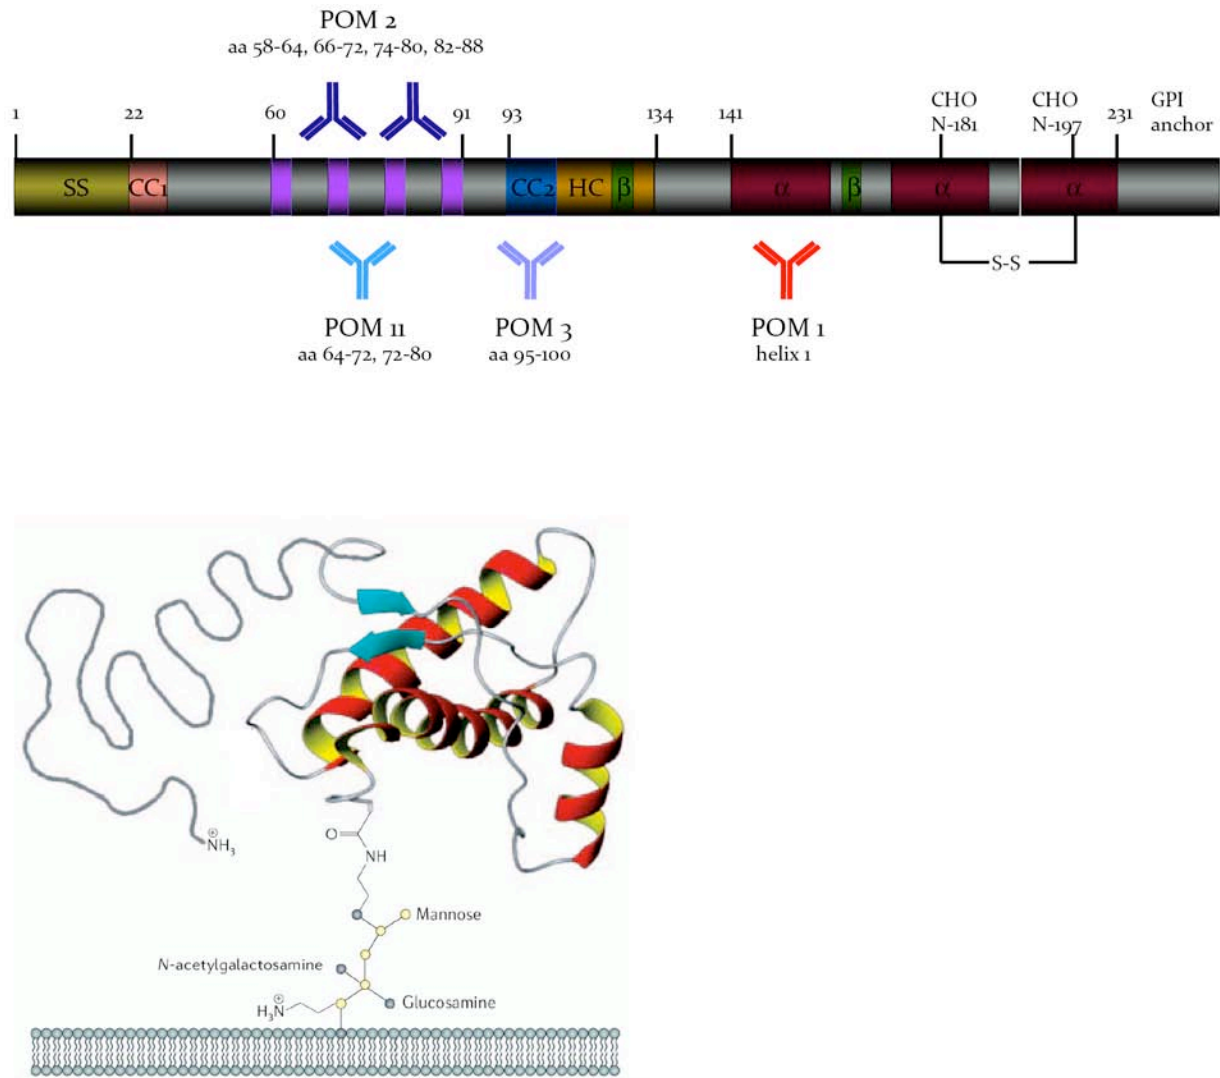 POM 2
aa 58-64, 66-72, 74-80, 82-88
1 22 60 91 93 134 141 CHO N-181 CHO N-197 231 GPI anchor
SS CC1 CC2 HC β α β α α
S-S
POM 11 POM 3 POM 1
aa 64-72, 72-80 aa 95-100 helix 1
⊕
NH3
O
NH
Mannose
N-acetylgalactosamine
⊕
H3N
Glucosamine